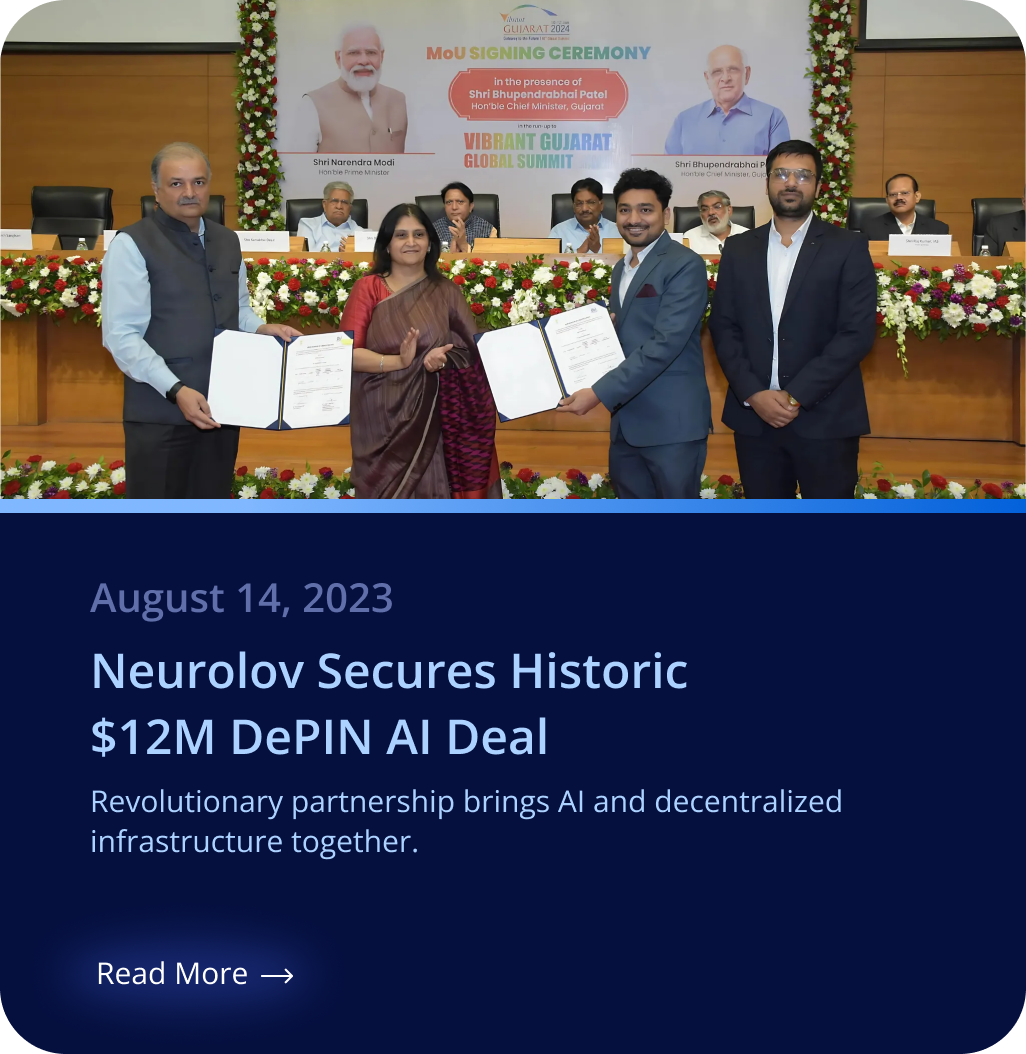 Vibrant
GUJARAT 2024
MoU SIGNING CEREMONY
in the presence of
Shri Bhupendrabhai Patel
Hon'ble Chief Minister, Gujarat
in the run-up to
VIBRANT GUJARAT
GLOBAL SUMMIT
Shri Narendra Modi
Hon'ble Prime Minister
Shri Bhupendrabhai
Hon'ble Chief Minister,
August 14, 2023
Neurolov Secures Historic
$12M DePIN AI Deal
Revolutionary partnership brings AI and decentralized
infrastructure together.
Read More →